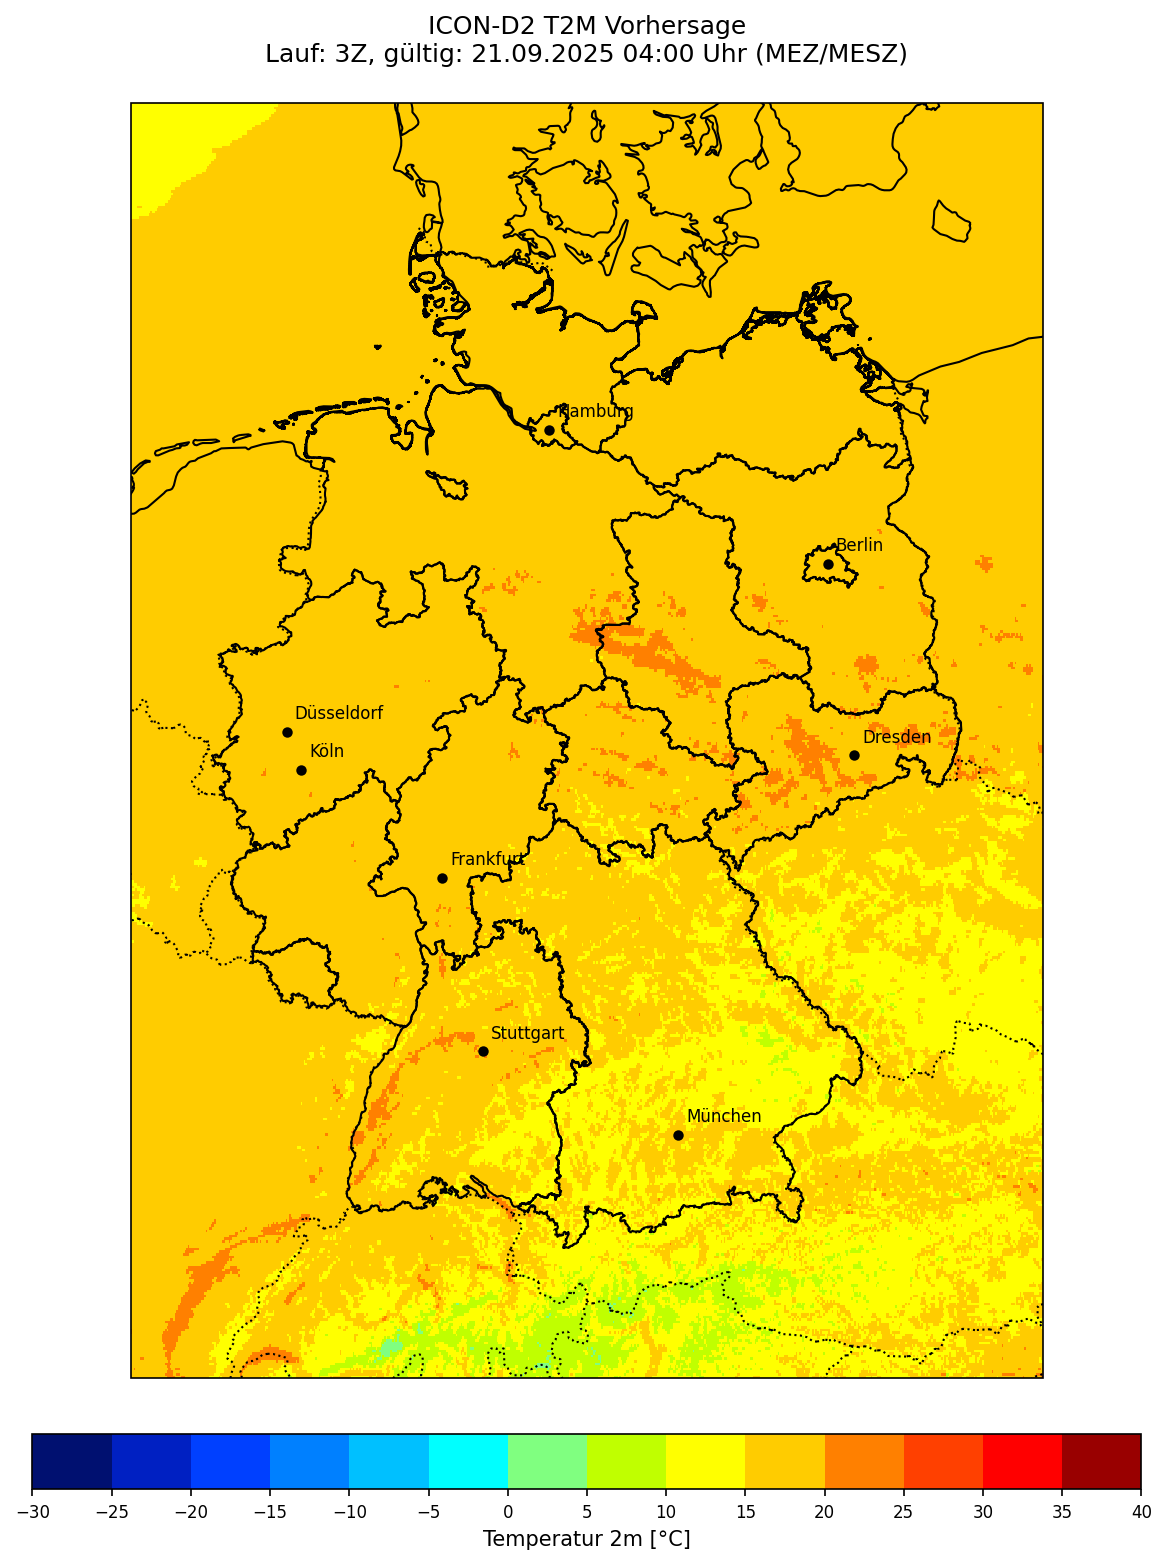 ICON-D2 T2M Vorhersage
Lauf: 3Z, gültig: 21.09.2025 04:00 Uhr (MEZ/MESZ)
Hamburg
Berlin
Düsseldorf
Dresden
Köln
Frankfurt
Stuttgart
München
−30 −25 −20 −15 −10 −5 0 5 10 15 20 25 30 35 40
Temperatur 2m [°C]